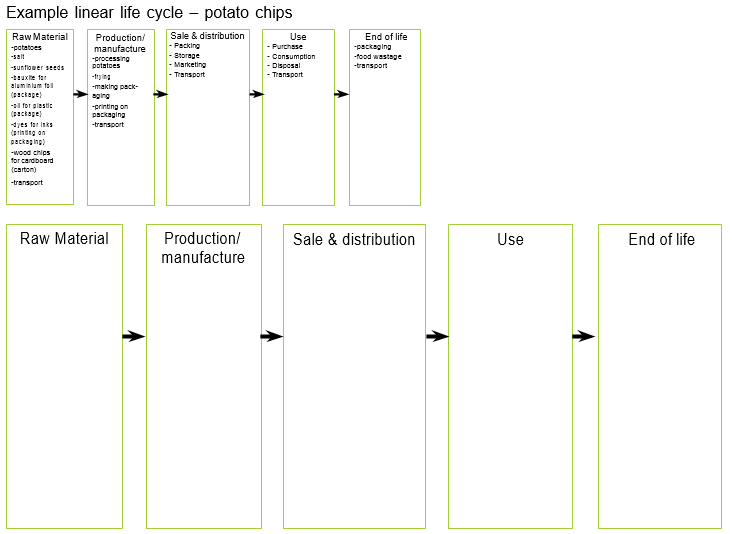 Example linear life cycle – potato chips
Raw Material
-potatoes
-salt
-sunflower seeds
-bauxite for
aluminium foil
(package)
-oil for plastic
(package)
-dyes for inks
(printing on
packaging)
-wood chips
for cardboard
(carton)
-transport
Production/
manufacture
-processing
potatoes
-frying
-making pack-
aging
-printing on
packaging
-transport
Sale & distribution
- Packing
- Storage
- Marketing
- Transport
Use
- Purchase
- Consumption
- Disposal
- Transport
End of life
-packaging
-food wastage
-transport
Raw Material
Production/
manufacture
Sale & distribution
Use
End of life